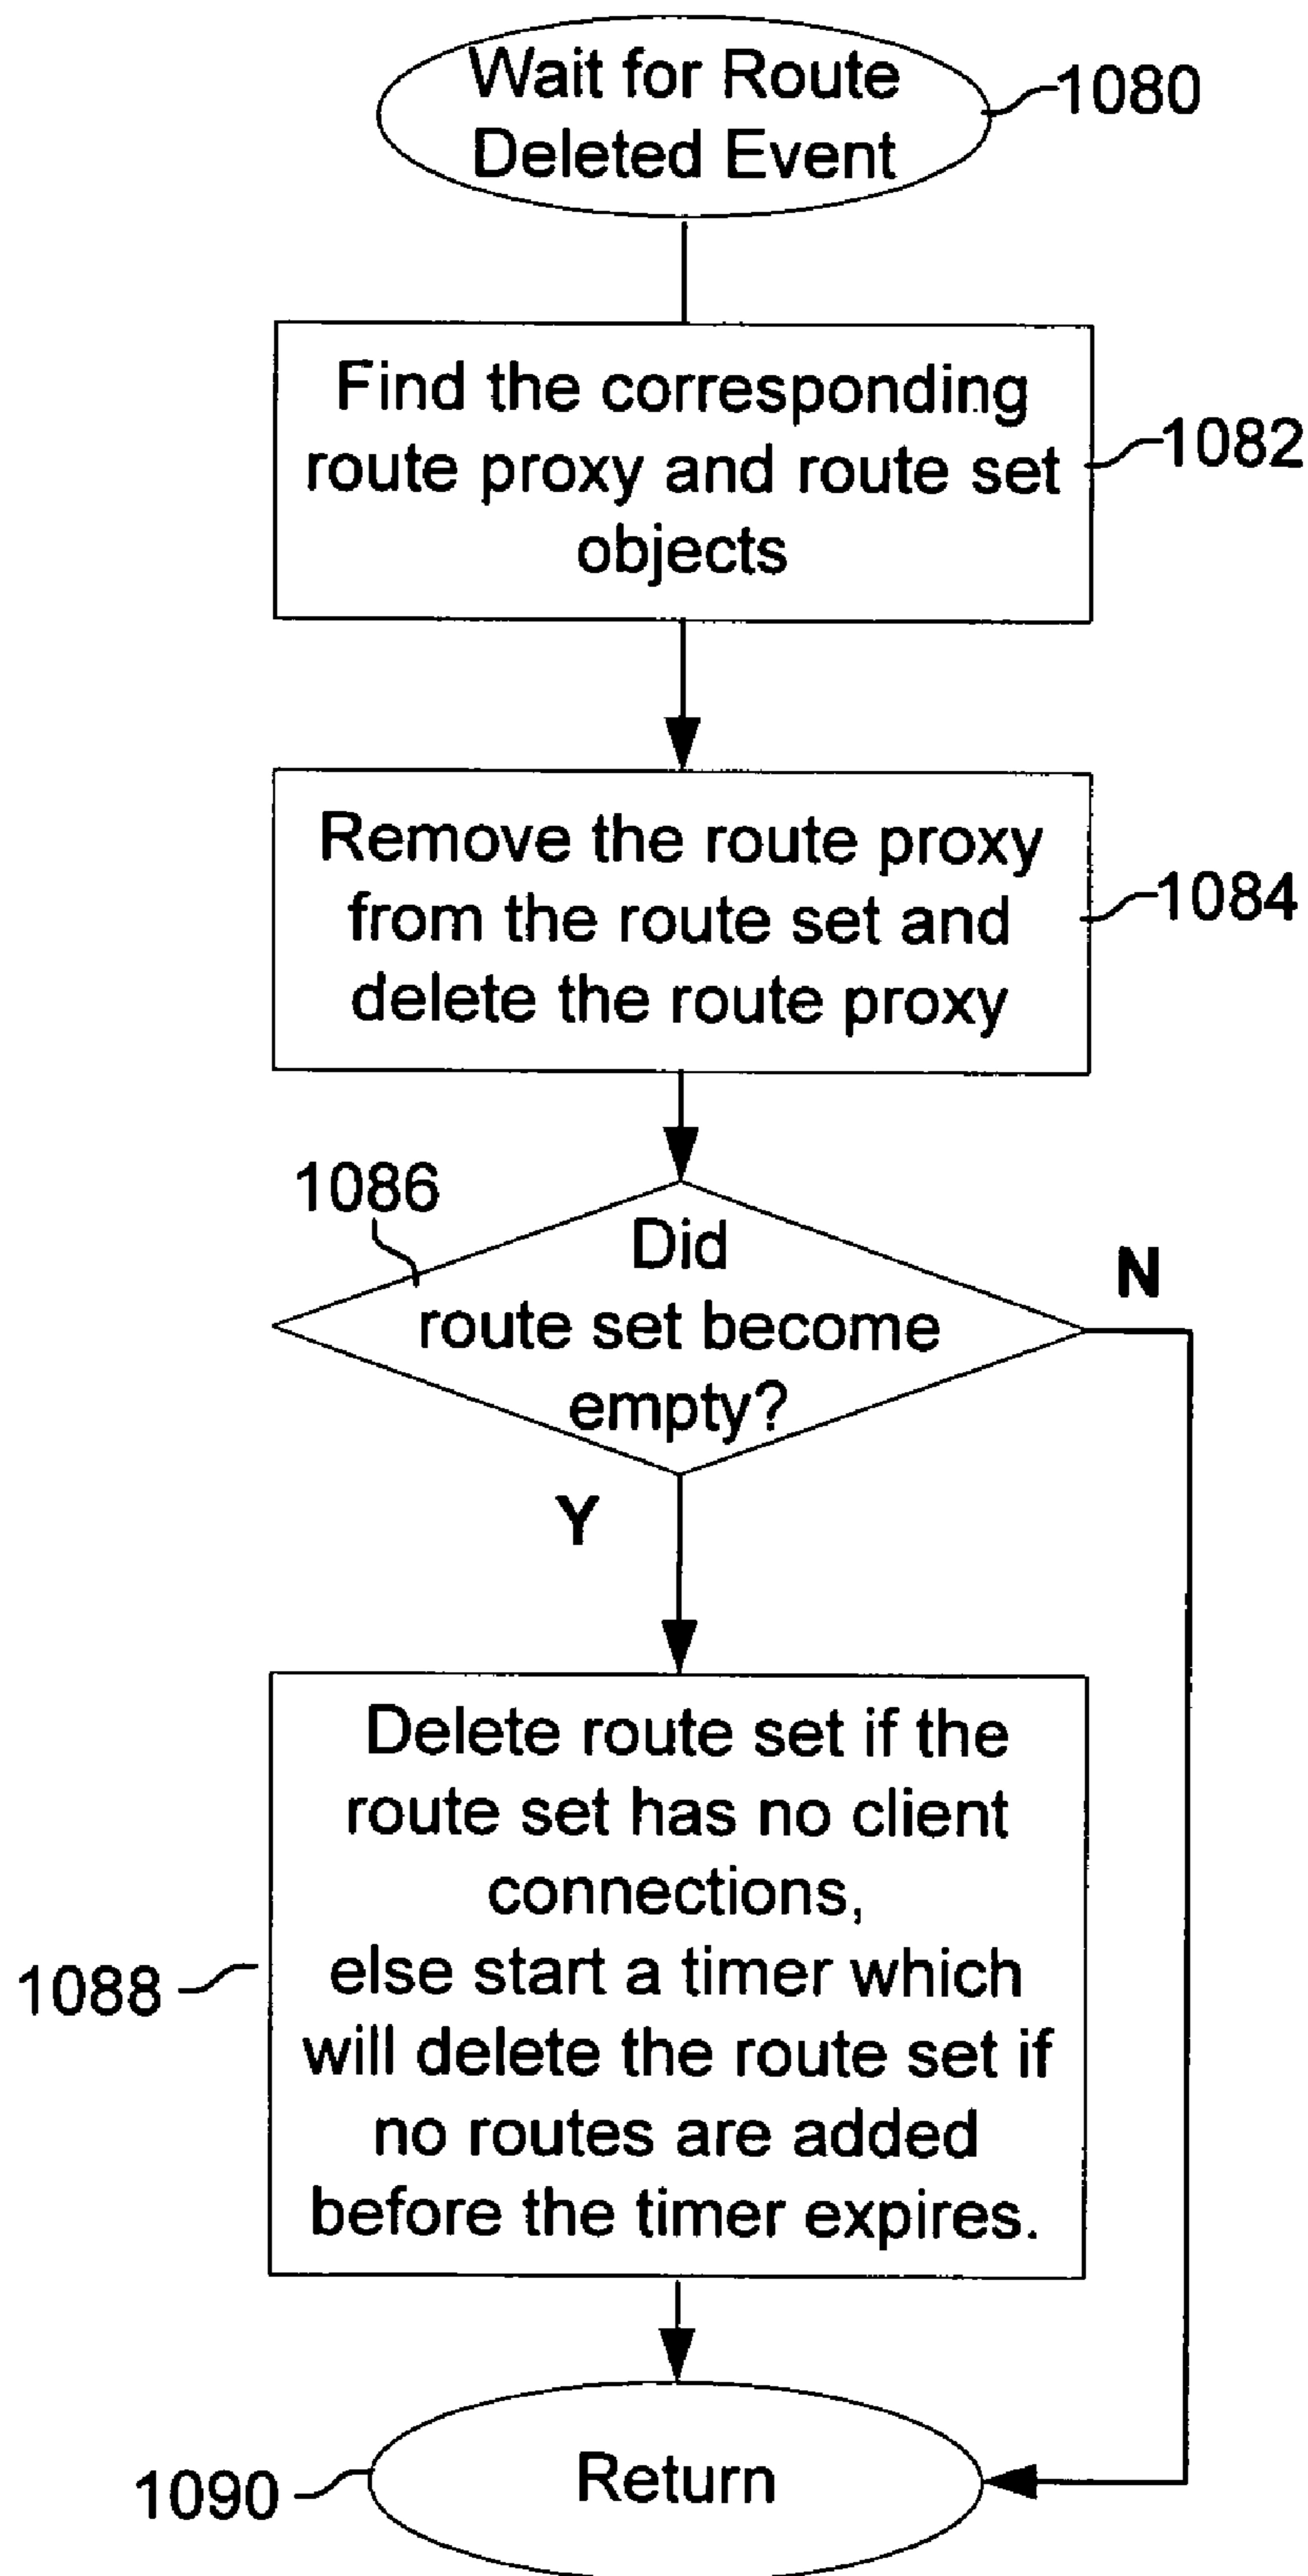 Wait for Route
Deleted Event
1080
Find the corresponding
route proxy and route set
objects
1082
Remove the route proxy
from the route set and
delete the route proxy
1084
1086
Did
route set become
empty?
N
Y
Delete route set if the
route set has no client
connections,
else start a timer which
will delete the route set if
no routes are added
before the timer expires.
1088
Return
1090